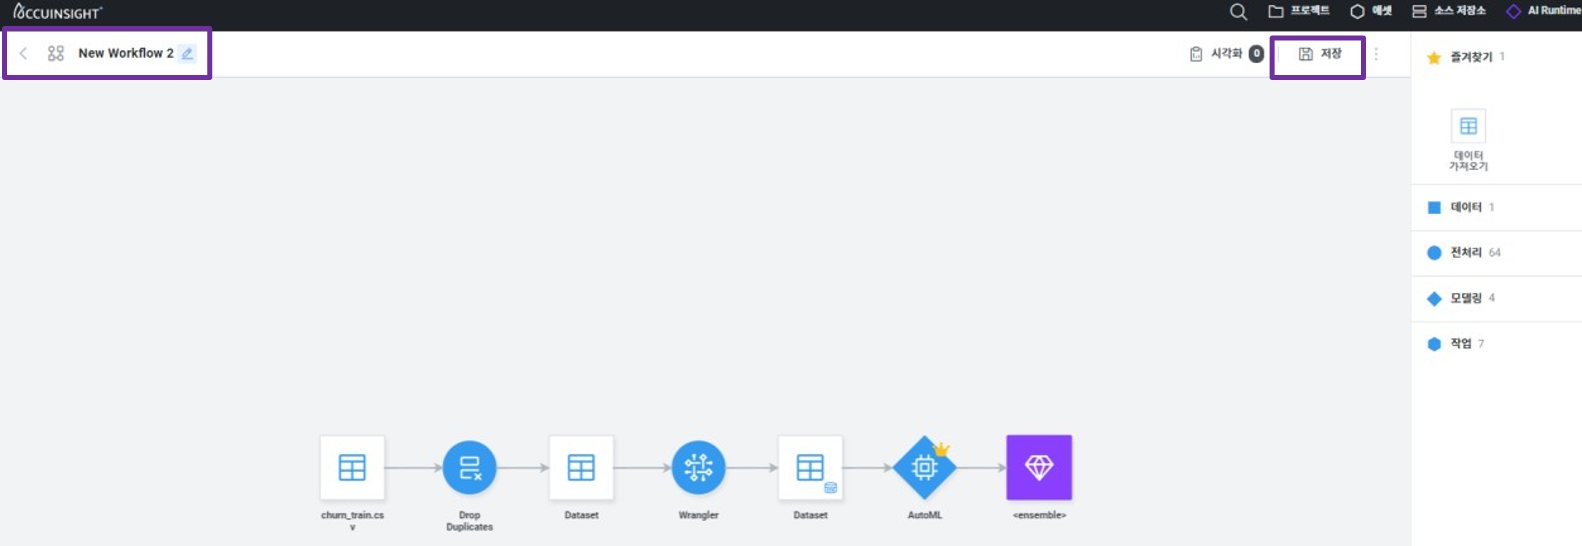 ACCUINSIGHT+
프로젝트
애셋
소스 저장소
AI Runtime
New Workflow 2
시각화 0
저장
즐겨찾기 1
데이터
가져오기
데이터 1
전처리 64
모델링 4
작업 7
churn_train.cs
v
Drop
Duplicates
Dataset
Wrangler
Dataset
AutoML
<ensemble>